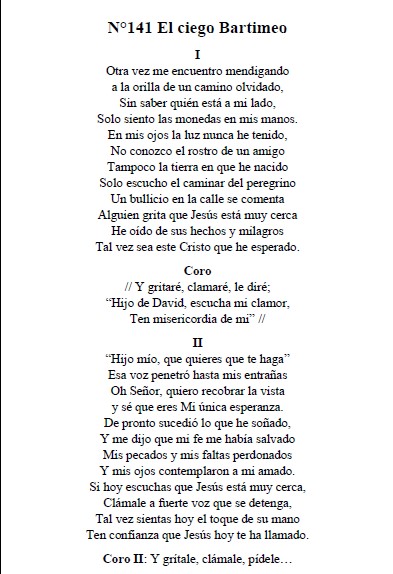 N°141 El ciego Bartimeo
I
Otra vez me encuentro mendigando
a la orilla de un camino olvidado,
Sin saber quién está a mi lado,
Solo siento las monedas en mis manos.
En mis ojos la luz nunca he tenido,
No conozco el rostro de un amigo
Tampoco la tierra en que he nacido
Solo escucho el caminar del peregrino
Un bullicio en la calle se comenta
Alguien grita que Jesús está muy cerca
He oído de sus hechos y milagros
Tal vez sea este Cristo que he esperado.
Coro
// Y gritaré, clamaré, le diré;
“Hijo de David, escucha mi clamor,
Ten misericordia de mi” //
II
“Hijo mío, que quieres que te haga”
Esa voz penetró hasta mis entrañas
Oh Señor, quiero recobrar la vista
y sé que eres Mi única esperanza.
De pronto sucedió lo que he soñado,
Y me dijo que mi fe me había salvado
Mis pecados y mis faltas perdonados
Y mis ojos contemplaron a mi amado.
Si hoy escuchas que Jesús está muy cerca,
Clámale a fuerte voz que se detenga,
Tal vez sientas hoy el toque de su mano
Ten confianza que Jesús hoy te ha llamado.
Coro II: Y grítale, clámale, pídele…